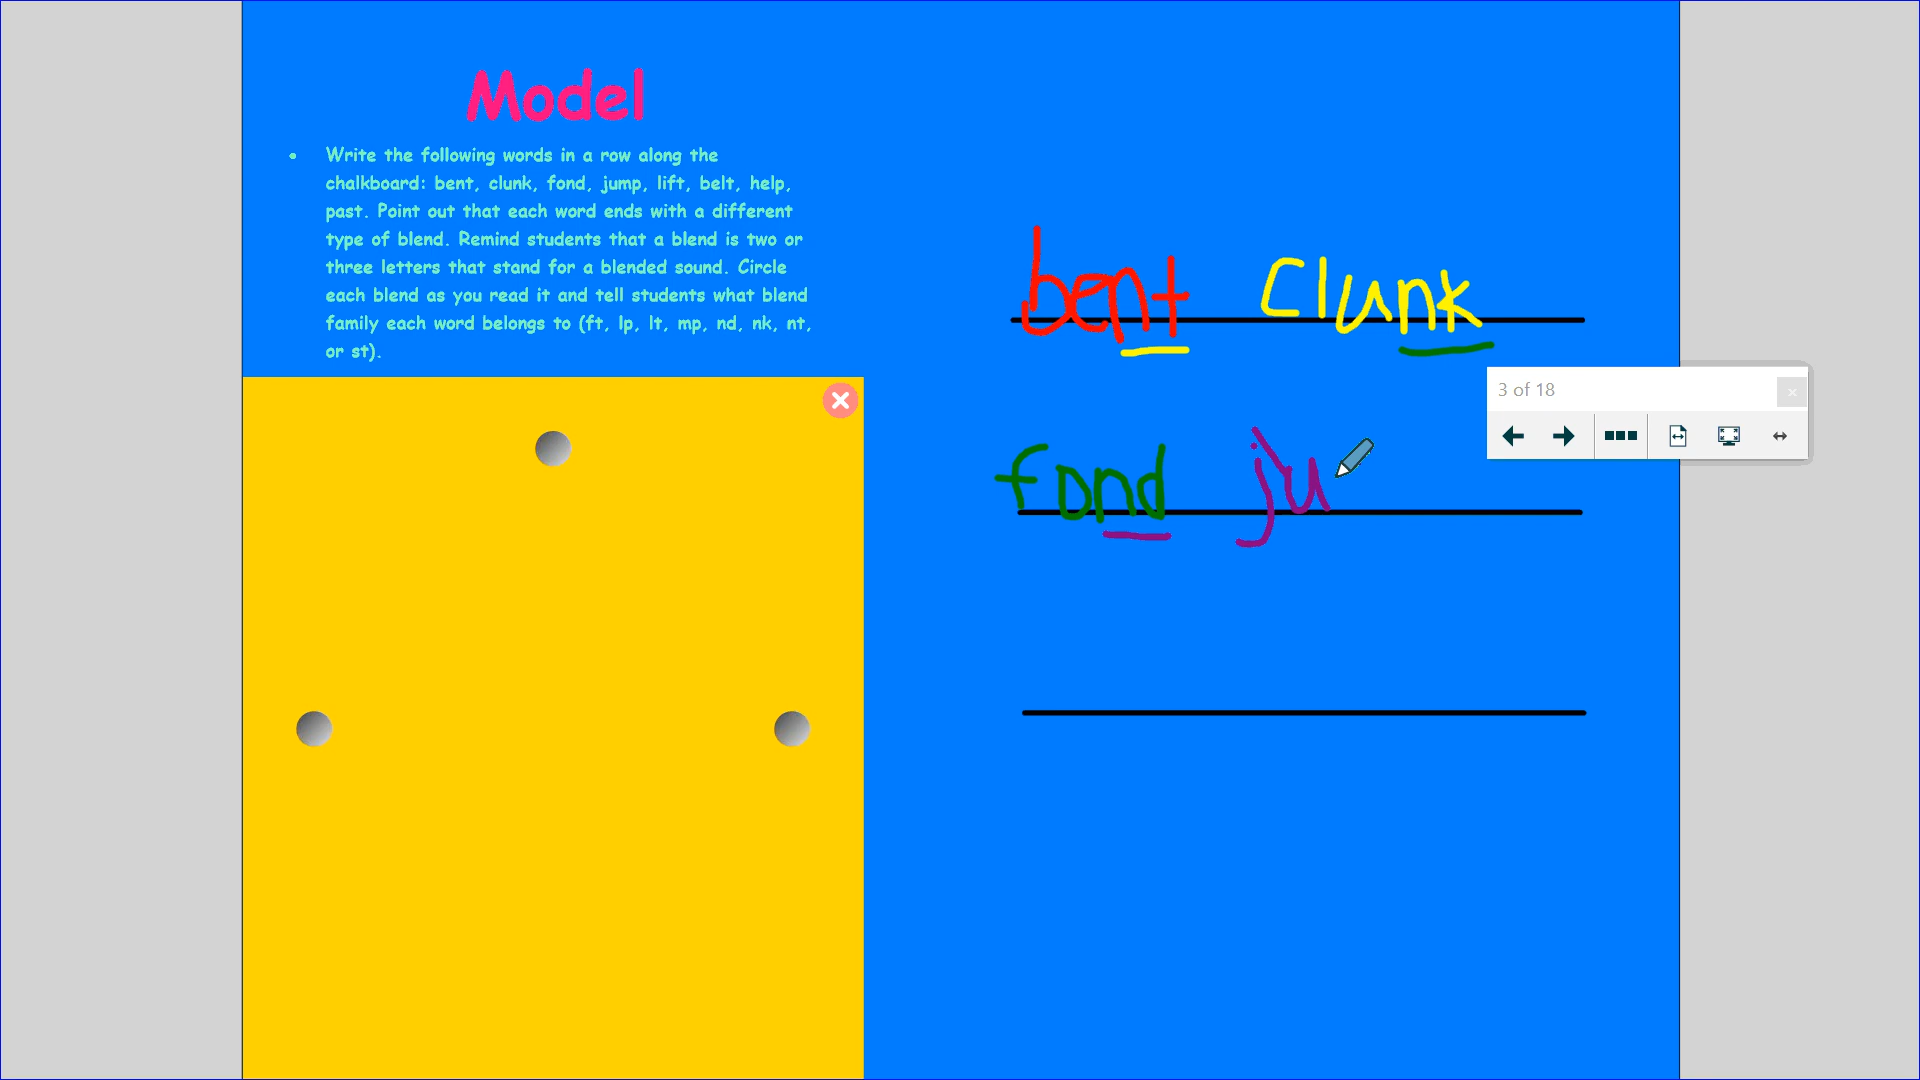 Model
• Write the following words in a row along the
chalkboard: bent, clunk, fond, jump, lift, belt, help,
past. Point out that each word ends with a different
type of blend. Remind students that a blend is two or
three letters that stand for a blended sound. Circle
each blend as you read it and tell students what blend
family each word belongs to (ft, lp, lt, mp, nd, nk, nt,
or st).
bent clunk
3 of 18
fond ju